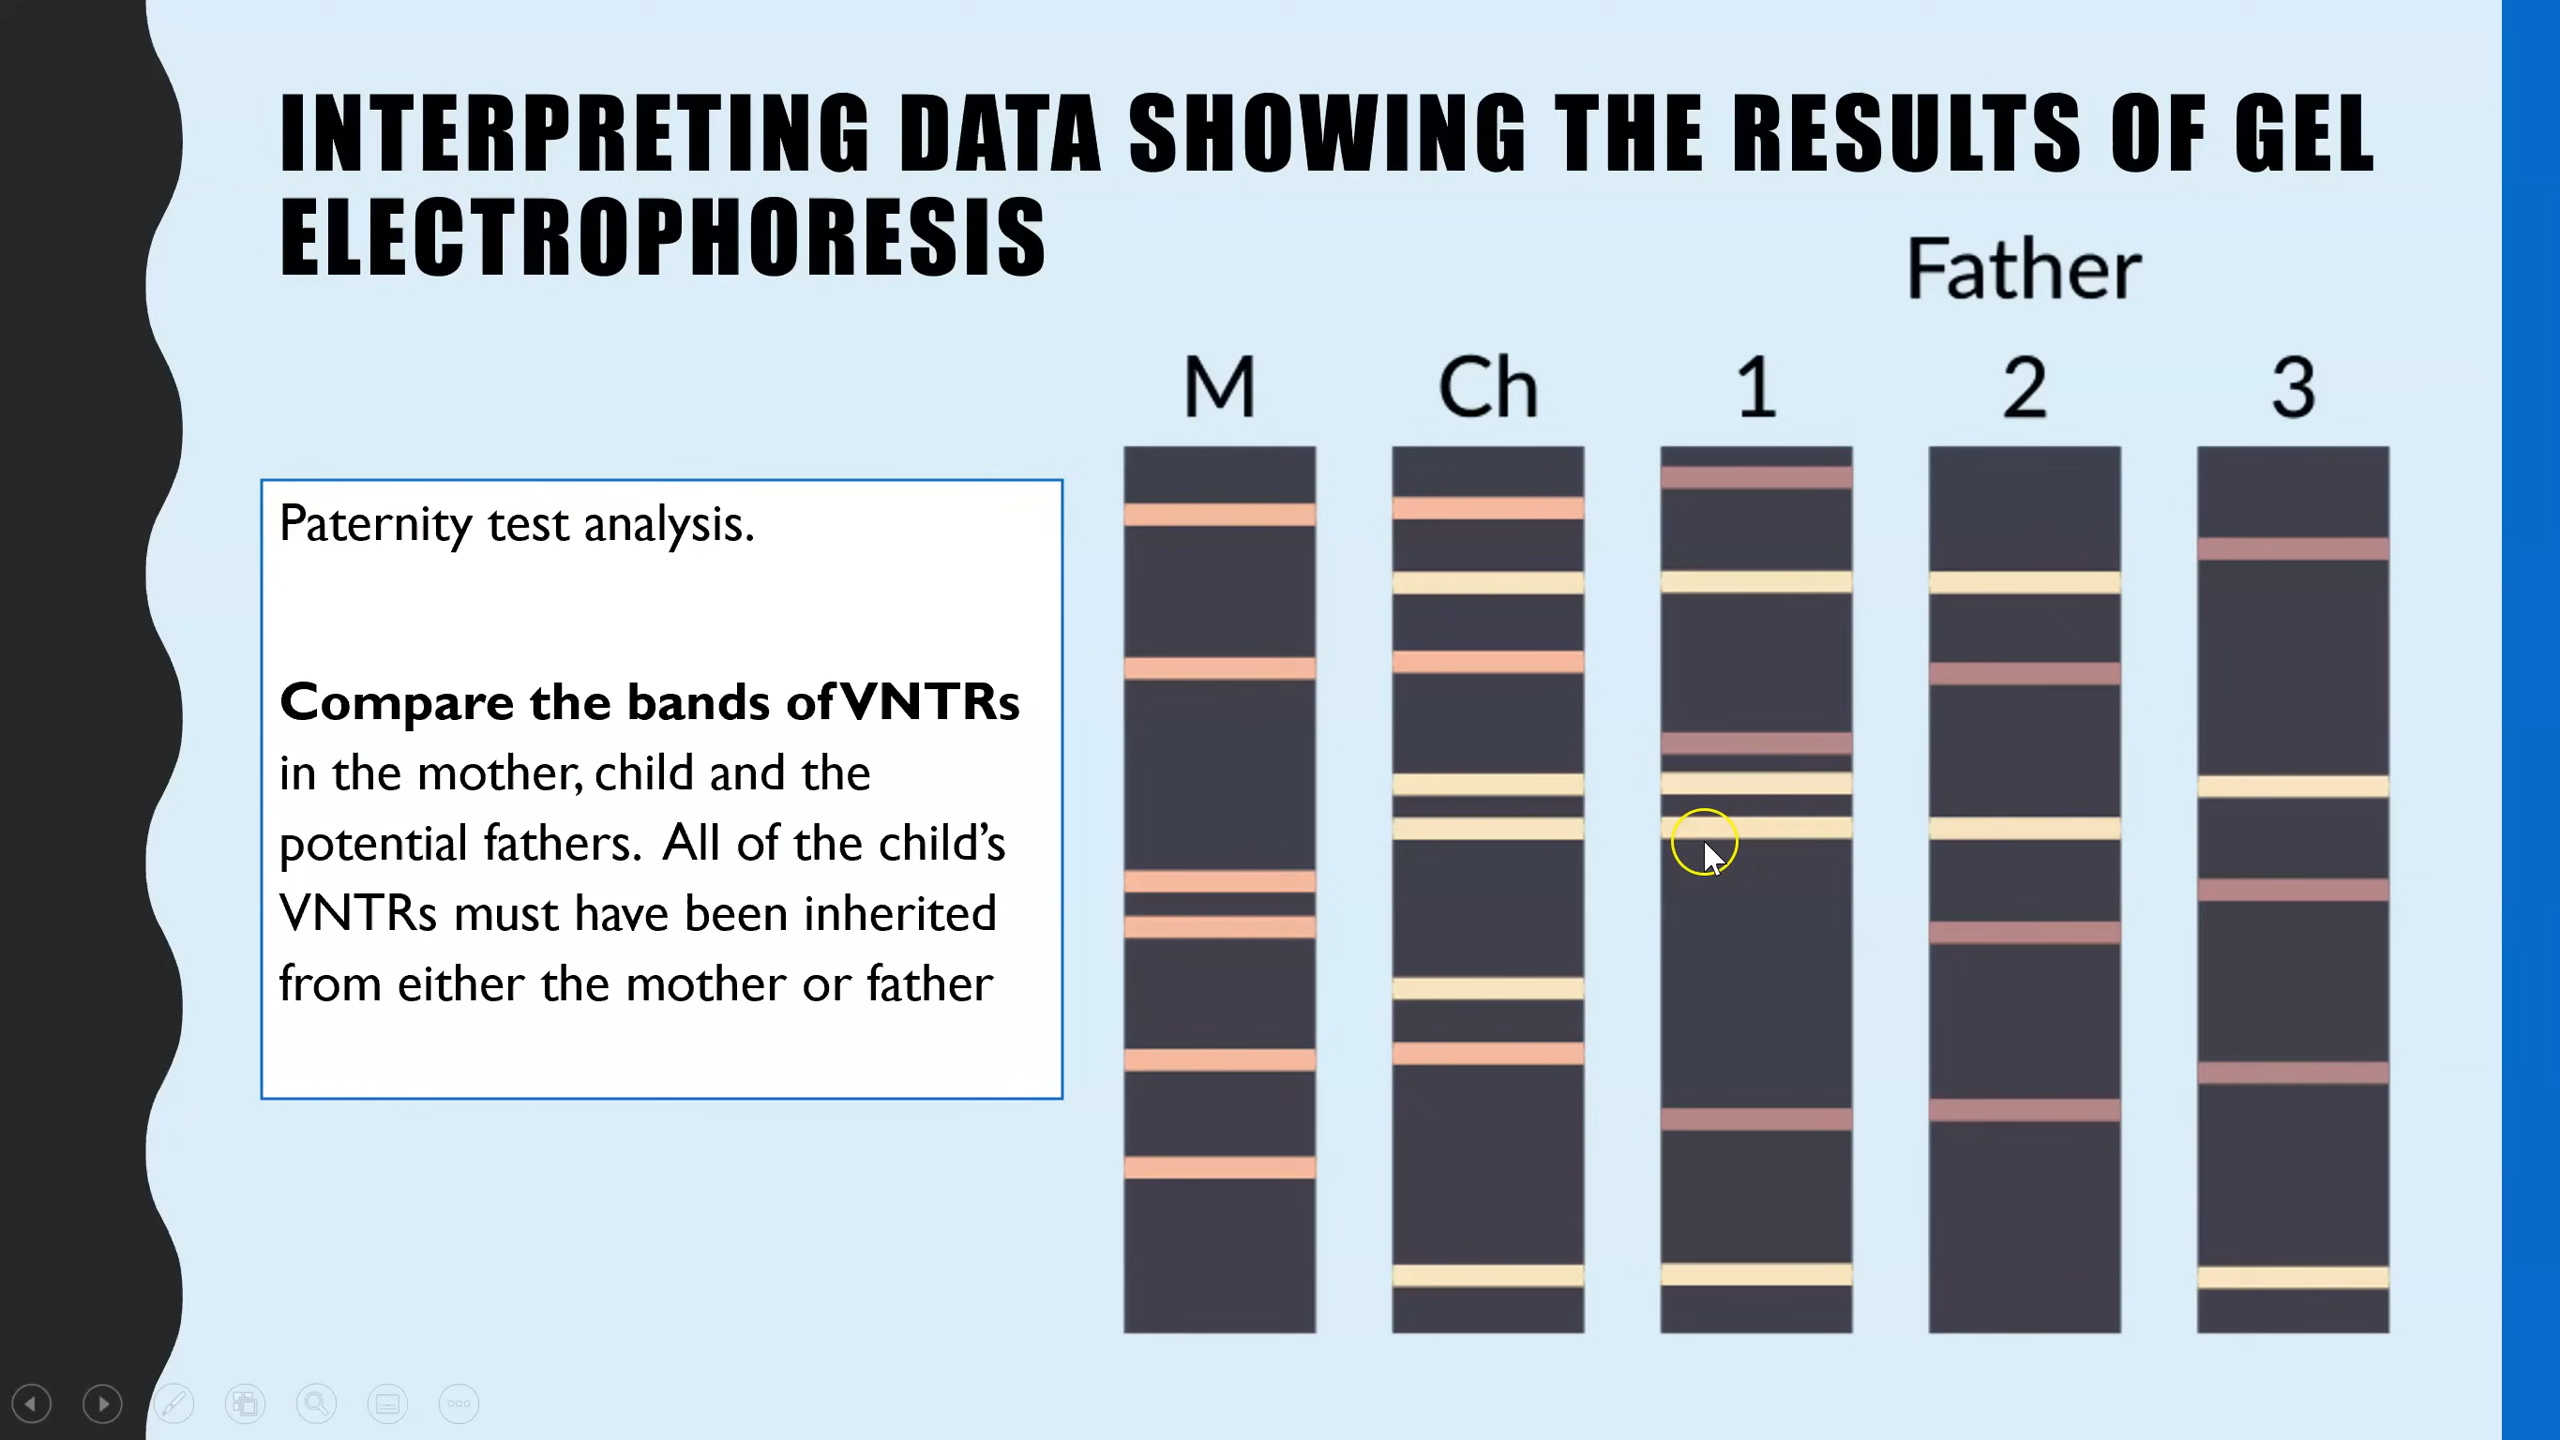 INTERPRETING DATA SHOWING THE RESULTS OF GEL
ELECTROPHORESIS
Father
M Ch 1 2 3
Paternity test analysis.
Compare the bands of VNTRs
in the mother, child and the
potential fathers. All of the child's
VNTRs must have been inherited
from either the mother or father